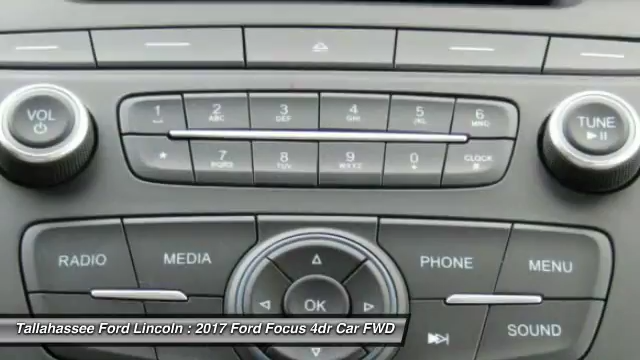 VOL
1 2 ABC 3 DEF 4 GHI 5 JKL 6 MNO
TUNE
* 7 PQRS 8 TUV 9 WXYZ 0 + CLOCK
RADIO MEDIA PHONE MENU
OK
SOUND
Tallahassee Ford Lincoln : 2017 Ford Focus 4dr Car FWD